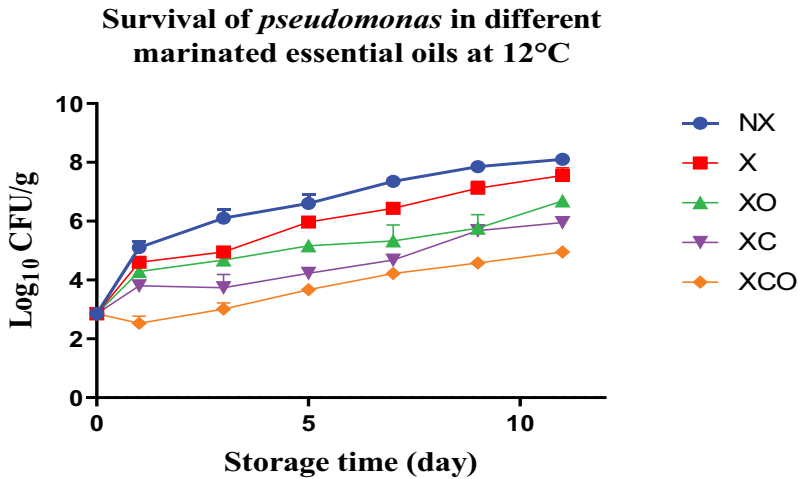 Survival of pseudomonas in different
marinated essential oils at 12°C
10
8
6
4
2
0
Log10 CFU/g
0
5
10
Storage time (day)
NX
X
XO
XC
XCO